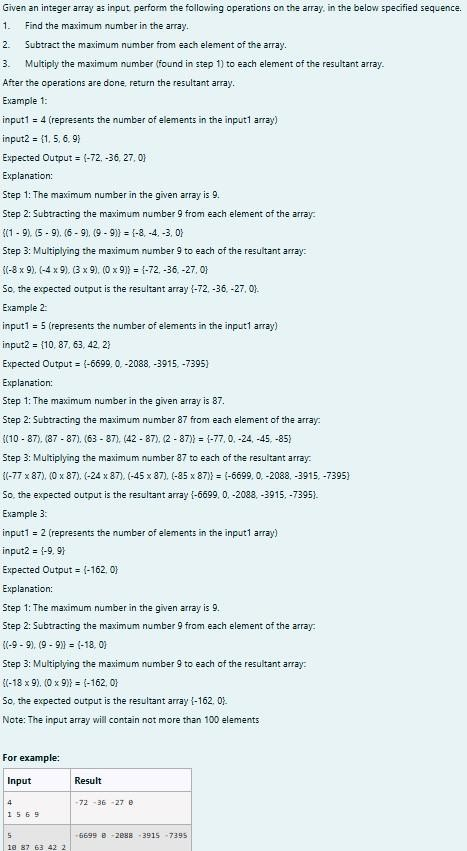 Given an integer array as input, perform the following operations on the array, in the below specified sequence.
1. Find the maximum number in the array.
2. Subtract the maximum number from each element of the array.
3. Multiply the maximum number (found in step 1) to each element of the resultant array.
After the operations are done, return the resultant array.
Example 1:
input1 = 4 (represents the number of elements in the input1 array)
input2 = {1, 5, 6, 9}
Expected Output = {-72, -36, 27, 0}
Explanation:
Step 1: The maximum number in the given array is 9.
Step 2: Subtracting the maximum number 9 from each element of the array:
{(1 - 9), (5 - 9), (6 - 9), (9 - 9)} = {-8, -4, -3, 0}
Step 3: Multiplying the maximum number 9 to each of the resultant array:
{(-8 x 9), (-4 x 9), (3 x 9), (0 x 9)} = {-72, -36, -27, 0}
So, the expected output is the resultant array {-72, -36, -27, 0}.
Example 2:
input1 = 5 (represents the number of elements in the input1 array)
input2 = {10, 87, 63, 42, 2}
Expected Output = {-6699, 0, -2088, -3915, -7395}
Explanation:
Step 1: The maximum number in the given array is 87.
Step 2: Subtracting the maximum number 87 from each element of the array:
{(10 - 87), (87 - 87), (63 - 87), (42 - 87), (2 - 87)} = {-77, 0, -24, -45, -85}
Step 3: Multiplying the maximum number 87 to each of the resultant array:
{(-77 x 87), (0 x 87), (-24 x 87), (-45 x 87), (-85 x 87)} = {-6699, 0, -2088, -3915, -7395}
So, the expected output is the resultant array {-6699, 0, -2088, -3915, -7395}.
Example 3:
input1 = 2 (represents the number of elements in the input1 array)
input2 = {-9, 9}
Expected Output = {-162, 0}
Explanation:
Step 1: The maximum number in the given array is 9.
Step 2: Subtracting the maximum number 9 from each element of the array:
{(-9 - 9), (9 - 9)} = {-18, 0}
Step 3: Multiplying the maximum number 9 to each of the resultant array:
{(-18 x 9), (0 x 9)} = {-162, 0}
So, the expected output is the resultant array {-162, 0}.
Note: The input array will contain not more than 100 elements
For example:
Input Result
4 -72 -36 -27 0
1 5 6 9
5 -6699 0 -2088 -3915 -7395
10 87 63 42 2